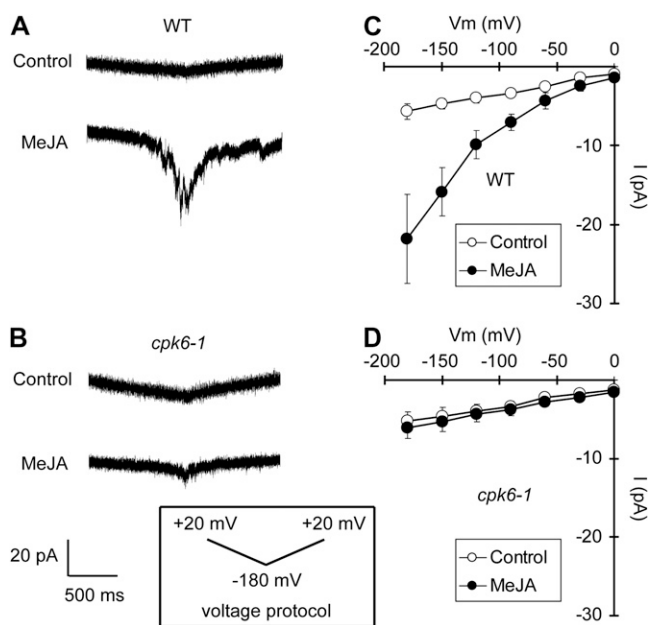 A
WT
Control
MeJA
C
Vm (mV)
-200 -150 -100 -50 0
-10
-20
-30
I (pA)
WT
Control
MeJA
B
cpk6-1
Control
MeJA
20 pA
500 ms
+20 mV +20 mV
-180 mV
voltage protocol
D
Vm (mV)
-200 -150 -100 -50 0
-10
-20
-30
I (pA)
cpk6-1
Control
MeJA